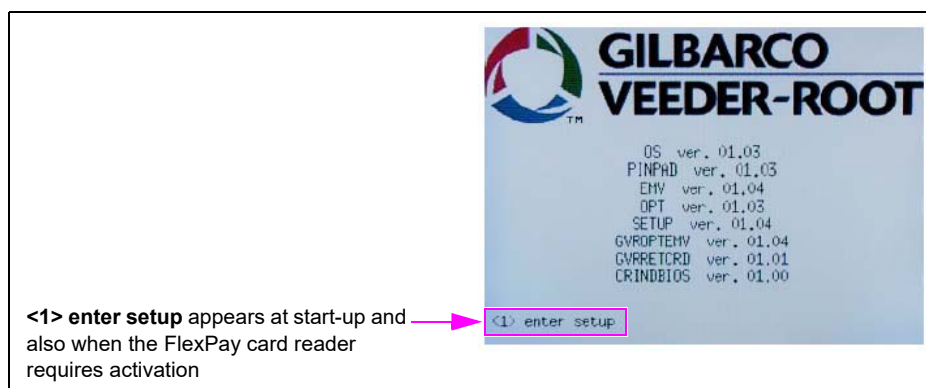 GILBARCO
VEEDER-ROOT
TM
OS ver. 01.03
PINPAD ver. 01.03
EMV ver. 01.04
OPT ver. 01.03
SETUP ver. 01.04
GVROPTEMV ver. 01.04
GVRRETCRD ver. 01.01
CRINDBIOS ver. 01.00
<1> enter setup
<1> enter setup appears at start-up and
also when the FlexPay card reader
requires activation